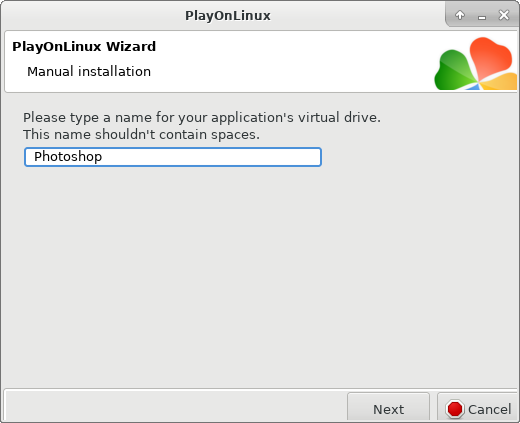 PlayOnLinux
PlayOnLinux Wizard
Manual installation
Please type a name for your application's virtual drive.
This name shouldn't contain spaces.
Photoshop
Next
Cancel